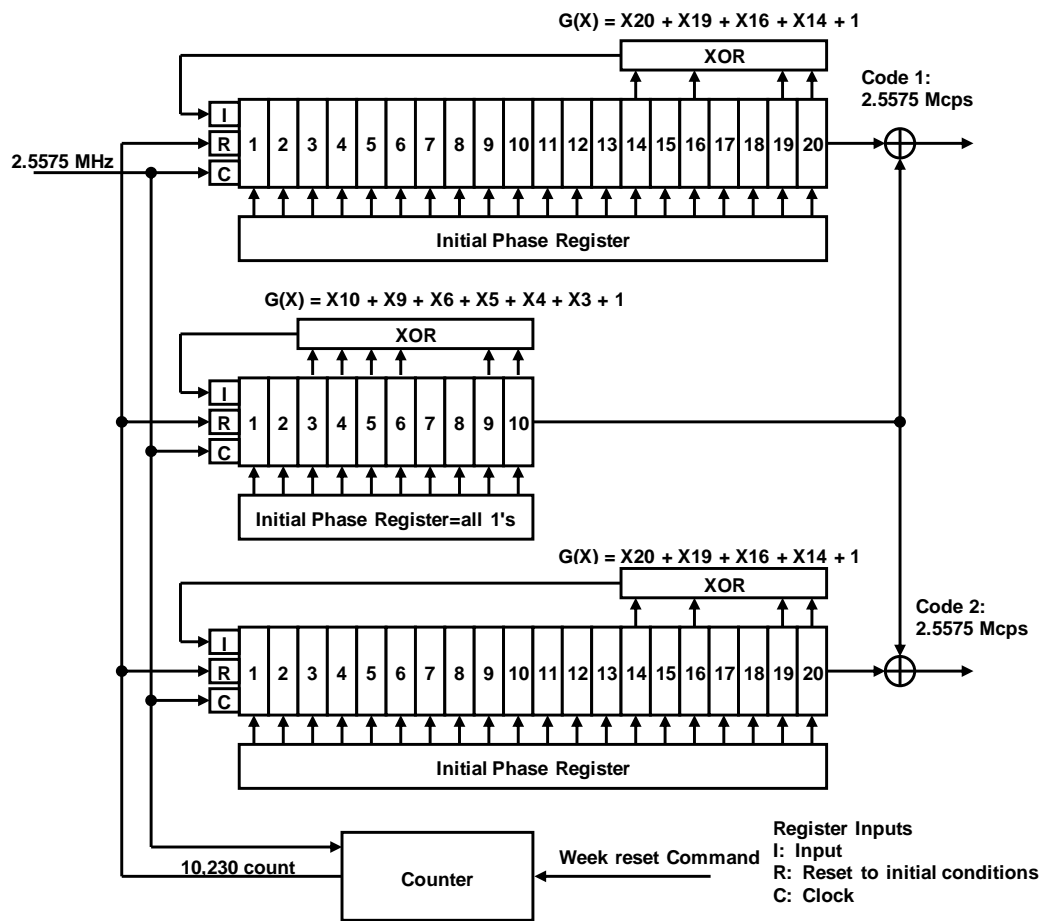 G(X) = X20 + X19 + X16 + X14 + 1
XOR
Code 1:
2.5575 Mcps
I
R
C
2.5575 MHz
1 2 3 4 5 6 7 8 9 10 11 12 13 14 15 16 17 18 19 20
Initial Phase Register
G(X) = X10 + X9 + X6 + X5 + X4 + X3 + 1
XOR
I
R
C
1 2 3 4 5 6 7 8 9 10
Initial Phase Register=all 1's
G(X) = X20 + X19 + X16 + X14 + 1
XOR
Code 2:
2.5575 Mcps
I
R
C
1 2 3 4 5 6 7 8 9 10 11 12 13 14 15 16 17 18 19 20
Initial Phase Register
10,230 count
Counter
Week reset Command
Register Inputs
I: Input
R: Reset to initial conditions
C: Clock